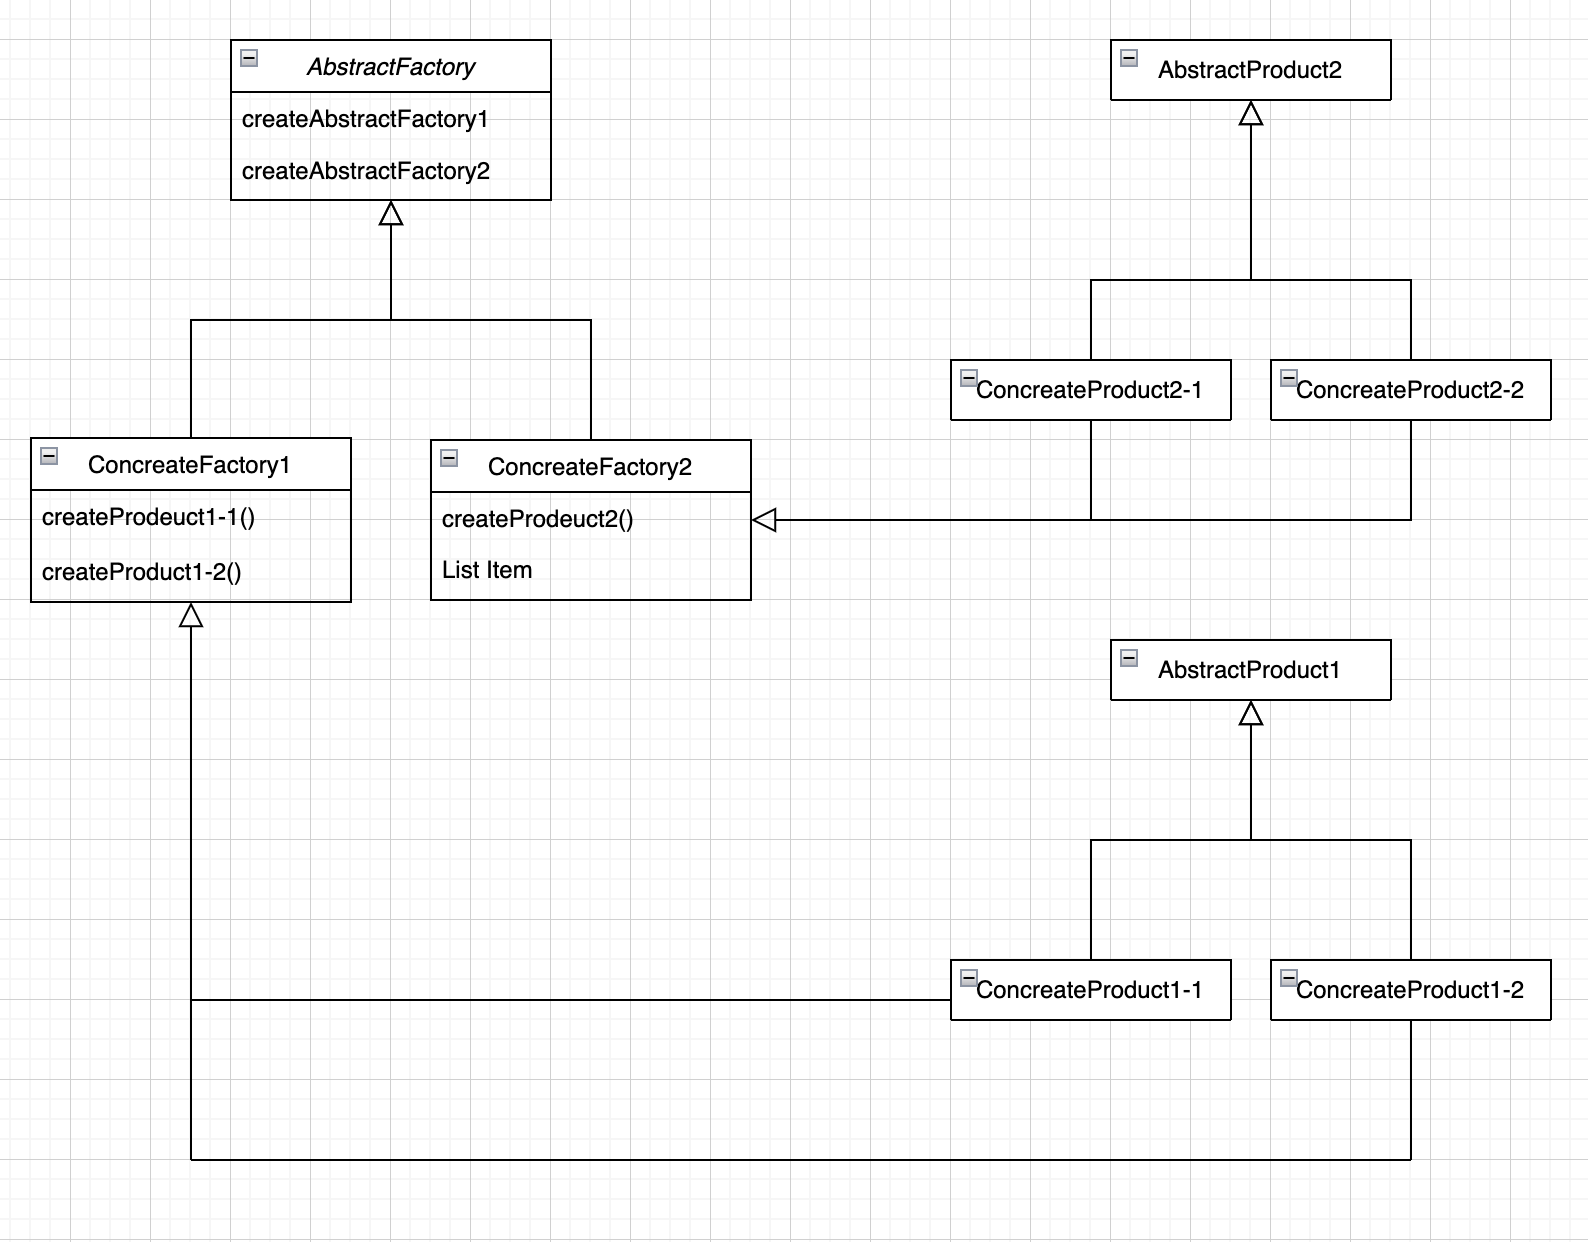 AbstractFactory
createAbstractFactory1
createAbstractFactory2
AbstractProduct2
ConcreateProduct2-1
ConcreateProduct2-2
ConcreateFactory1
createProdeuct1-1()
createProduct1-2()
ConcreateFactory2
createProdeuct2()
List Item
AbstractProduct1
ConcreateProduct1-1
ConcreateProduct1-2